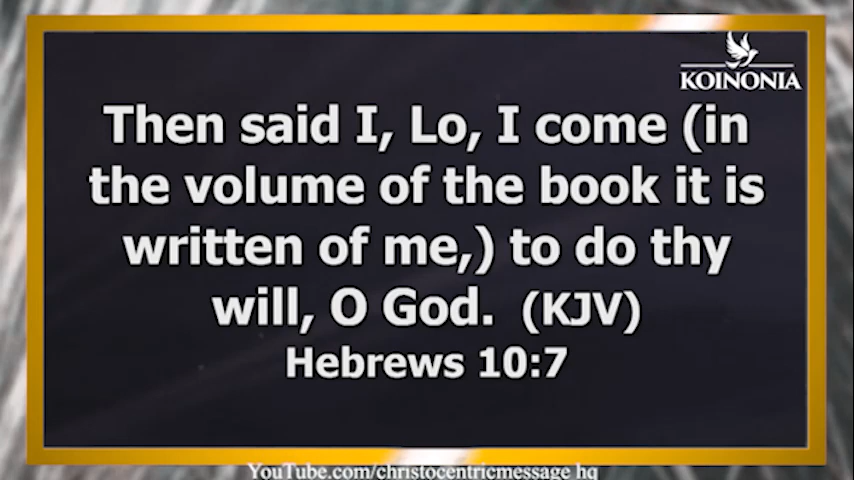 KOINONIA
Then said I, Lo, I come (in
the volume of the book it is
written of me,) to do thy
will, O God. (KJV)
Hebrews 10:7
YouTube.com/christocentricmessage hq